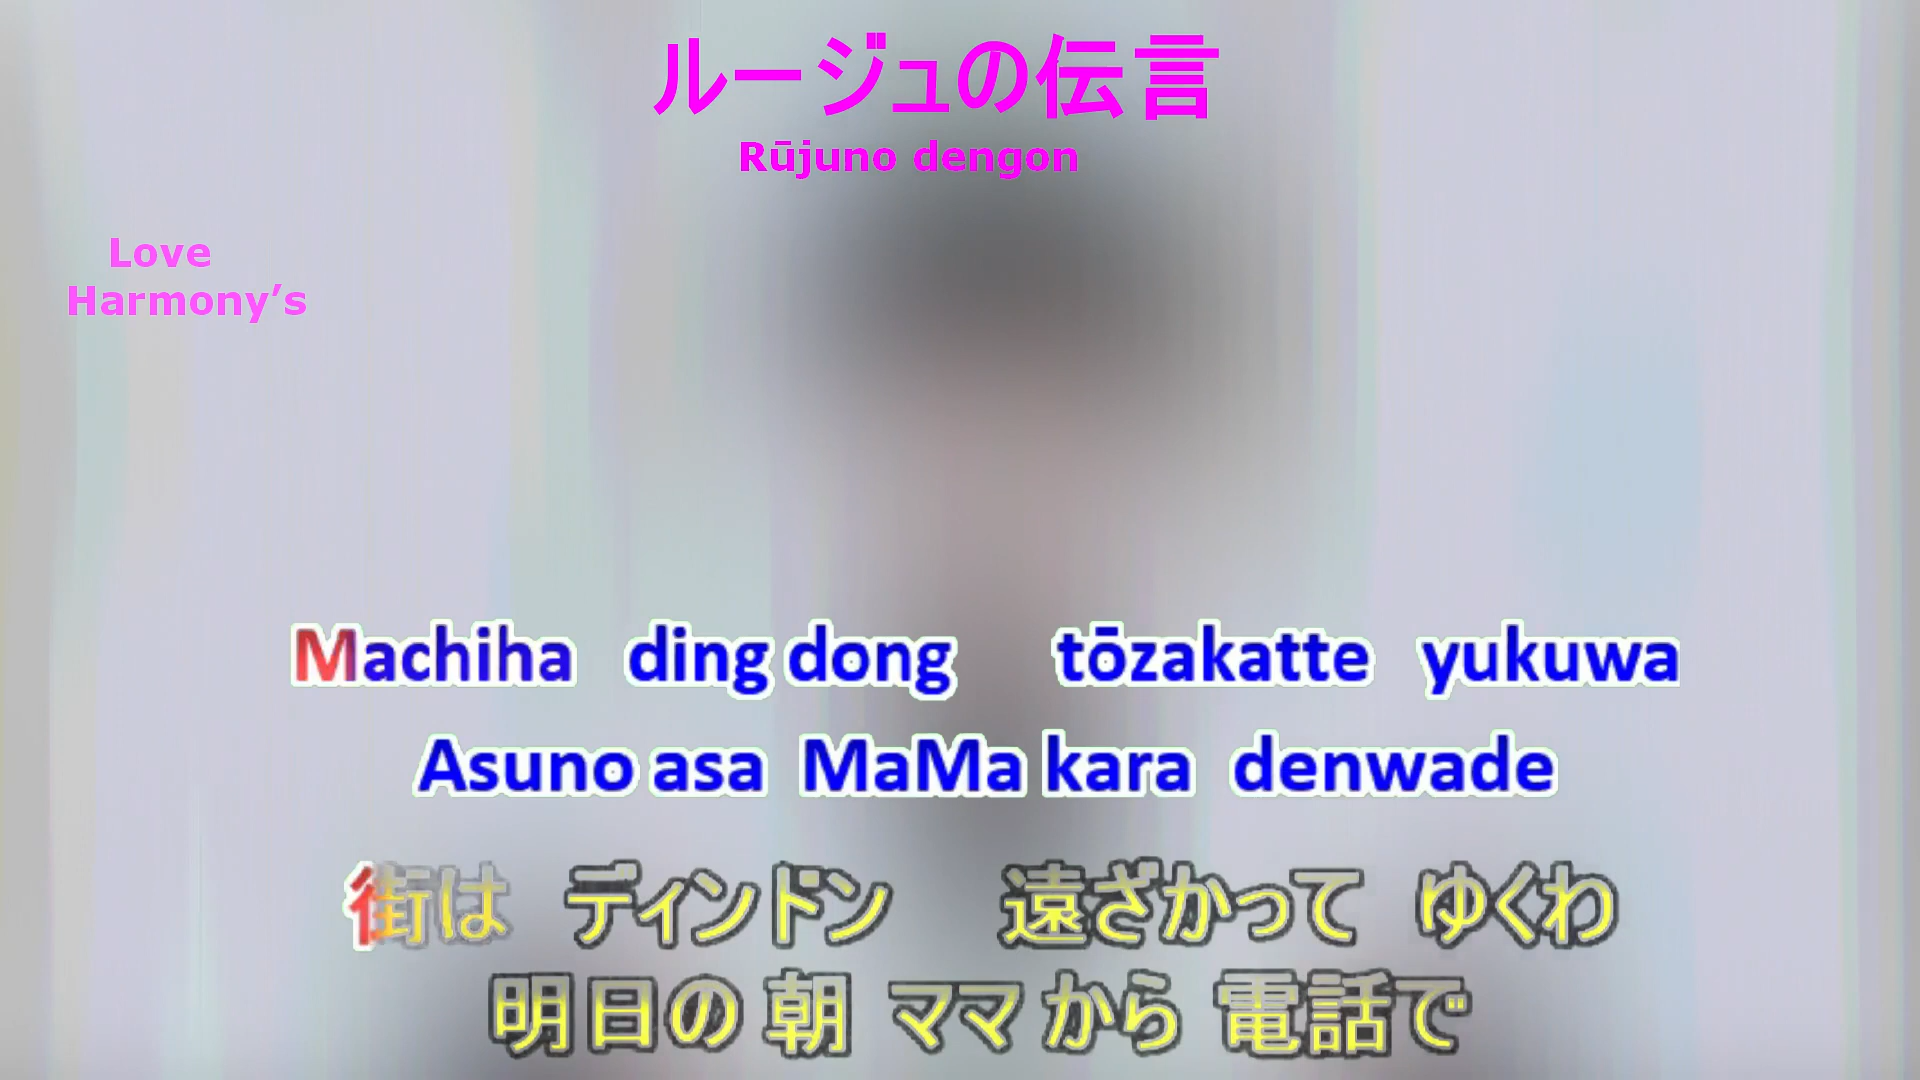 ルージュの伝言
Rūjuno dengon
Love
Harmony’s
Machiha ding dong tōzakatte yukuwa
Asuno asa MaMa kara denwade
街は ディンドン 遠ざかって ゆくわ
明日の 朝 ママ から 電話で